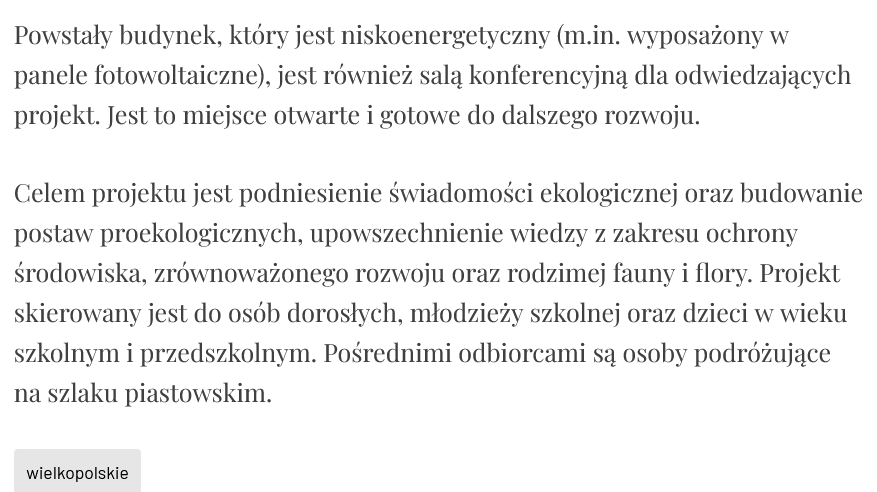 Powstały budynek, który jest niskoenergetyczny (m.in. wyposażony w
panele fotowoltaiczne), jest również salą konferencyjną dla odwiedzających
projekt. Jest to miejsce otwarte i gotowe do dalszego rozwoju.
Celem projektu jest podniesienie świadomości ekologicznej oraz budowanie
postaw proekologicznych, upowszechnienie wiedzy z zakresu ochrony
środowiska, zrównoważonego rozwoju oraz rodzimej fauny i flory. Projekt
skierowany jest do osób dorosłych, młodzieży szkolnej oraz dzieci w wieku
szkolnym i przedszkolnym. Pośrednimi odbiorcami są osoby podróżujące
na szlaku piastowskim.
wielkopolskie